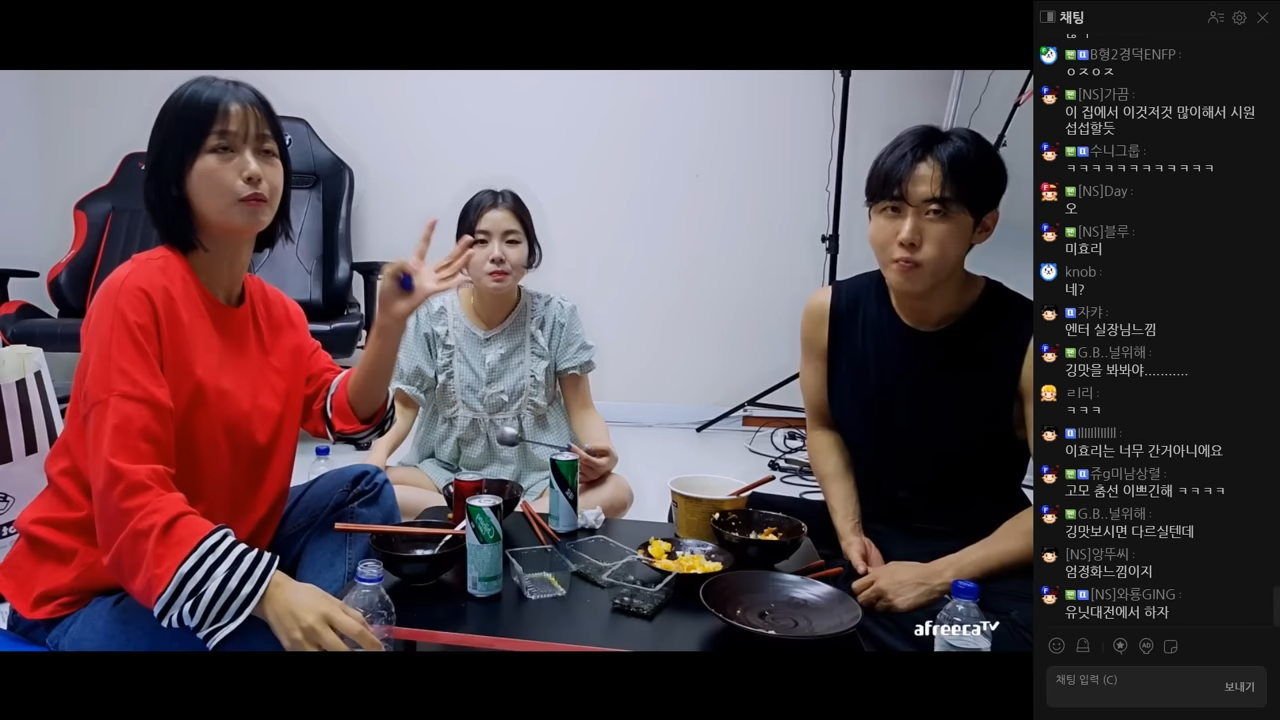 채팅
B형2경덕ENFP :
ㅇㅈㅇㅈ
[NS]가끔 :
이 집에서 이것저것 많이해서 시원
섭섭할듯
수니그룹 :
ㅋㅋㅋㅋㅋㅋㅋㅋㅋㅋㅋㅋ
[NS]Day :
오
[NS]블루 :
미효리
knob :
네?
자캬 :
엔터 실장님느낌
G.B..널위해 :
깅맛을 봐봐야...........
ㄹ리 :
ㅋㅋㅋ
이효리는 너무 간거아니에요
쥬g미남상렬 :
고모 춤선 이쁘긴해 ㅋㅋㅋㅋ
G.B..널위해 :
깅맛보시면 다르실텐데
[NS]앙뚜씨 :
엄정화느낌이지
[NS]와룡GING :
유닛대전에서 하자
afreecaTV
채팅 입력 (C)
보내기